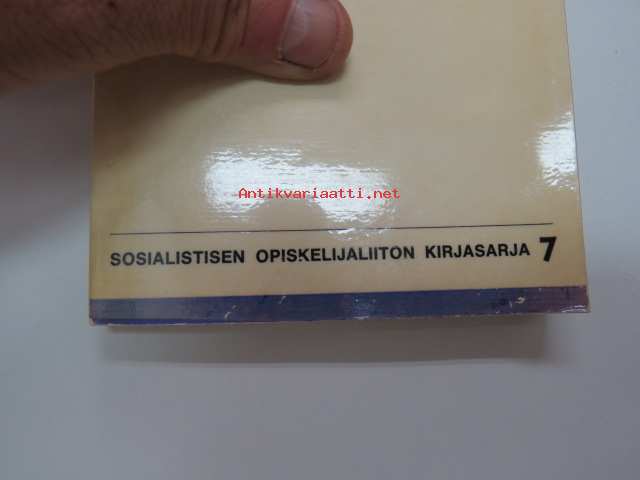 Antikvariaatti.net
SOSIALISTISEN OPISKELIJALIITON KIRJASARJA 7